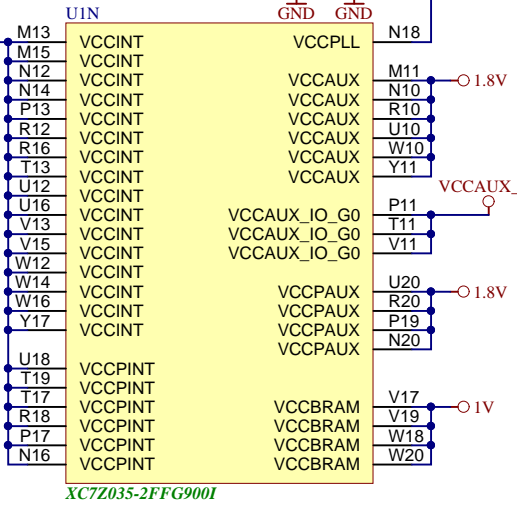 U1N GND GND
M13 VCCINT VCCPLL N18
M15 VCCINT
N12 VCCINT VCCAUX M11 1.8V
N14 VCCINT VCCAUX N10
P13 VCCINT VCCAUX R10
R12 VCCINT VCCAUX U10
R16 VCCINT VCCAUX W10
T13 VCCINT VCCAUX Y11
U12 VCCINT VCCAUX_
U16 VCCINT VCCAUX_IO_G0 P11
V13 VCCINT VCCAUX_IO_G0 T11
V15 VCCINT VCCAUX_IO_G0 V11
W12 VCCINT
W14 VCCINT VCCPAUX U20 1.8V
W16 VCCINT VCCPAUX R20
Y17 VCCINT VCCPAUX P19
VCCPAUX N20
U18 VCCPINT
T19 VCCPINT
T17 VCCPINT VCCBRAM V17 1V
R18 VCCPINT VCCBRAM V19
P17 VCCPINT VCCBRAM W18
N16 VCCPINT VCCBRAM W20
XC7Z035-2FFG900I